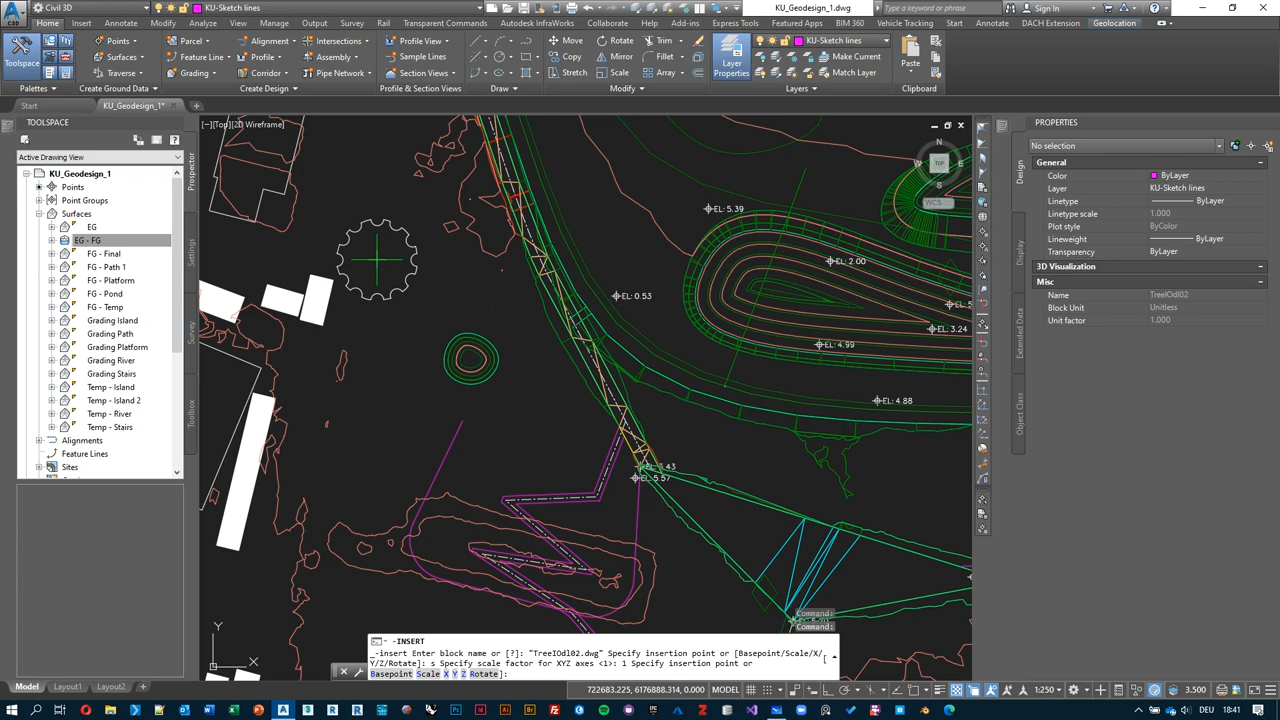 Civil 3D
KU-Sketch lines
KU_Geodesign_1.dwg
Type a keyword or phrase
Sign In
Home Insert Annotate Modify Analyze View Manage Output Survey Rail Transparent Commands Autodesk InfraWorks Collaborate Help Add-ins Express Tools Featured Apps BIM 360 Vehicle Tracking Start Annotate DACH Extension Geolocation
Toolspace
Points
Surfaces
Traverse
Parcel
Feature Line
Grading
Alignment
Profile
Corridor
Intersections
Assembly
Pipe Network
Profile View
Sample Lines
Section Views
Move
Copy
Stretch
Rotate
Mirror
Scale
Trim
Fillet
Array
Layer
Properties
KU-Sketch lines
Make Current
Match Layer
Paste
Palettes
Create Ground Data
Create Design
Profile & Section Views
Draw
Modify
Layers
Clipboard
Start
KU_Geodesign_1*
TOOLSPACE
Active Drawing View
KU_Geodesign_1
Points
Point Groups
Surfaces
EG
EG - FG
FG - Final
FG - Path 1
FG - Platform
FG - Pond
FG - Temp
Grading Island
Grading Path
Grading Platform
Grading River
Grading Stairs
Temp - Island
Temp - Island 2
Temp - River
Temp - Stairs
Alignments
Feature Lines
Sites
Prospector
Settings
Survey
Toolbox
[−][Top][2D Wireframe]
N
W
TOP
E
S
WCS
EL: 5.39
EL: 2.00
EL: 0.53
EL: 3.24
EL: 4.99
EL: 4.88
EL: 5.57
Y
X
Command:
Command:
-INSERT
_-insert Enter block name or [?]: "TreeIOdl02.dwg" Specify insertion point or [Basepoint/Scale/X/
Y/Z/Rotate]: s Specify scale factor for XYZ axes <1>: 1 Specify insertion point or
Basepoint Scale X Y Z Rotate]:
PROPERTIES
No selection
General
Color ByLayer
Layer KU-Sketch lines
Linetype ByLayer
Linetype scale 1.000
Plot style ByColor
Lineweight ByLayer
Transparency ByLayer
3D Visualization
Misc
Name TreeIOdl02
Block Unit Unitless
Unit factor 1.000
Design
Display
Extended Data
Object Class
Model Layout1 Layout2
722683.225, 6176888.314, 0.000 MODEL
1:250
3.500
DEU
18:41